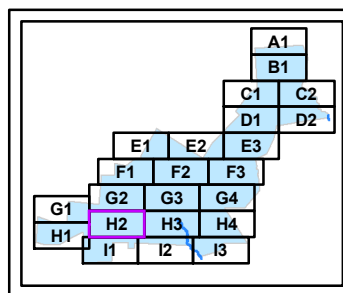 A1
B1
C1 C2
D1 D2
E1 E2 E3
F1 F2 F3
G1 G2 G3 G4
H1 H2 H3 H4
I1 I2 I3